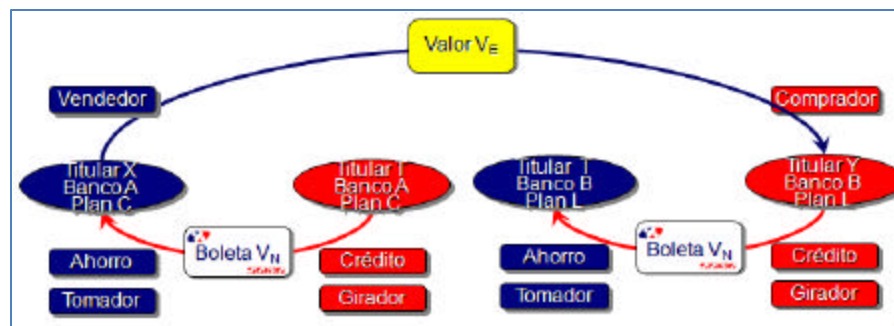 Valor VE
Vendedor
Comprador
Titular X
Banco A
Plan C
Titular T
Banco A
Plan C
Titular T
Banco B
Plan L
Titular Y
Banco B
Plan L
Boleta VN
Boleta VN
Ahorro
Crédito
Ahorro
Crédito
Tomador
Girador
Tomador
Girador